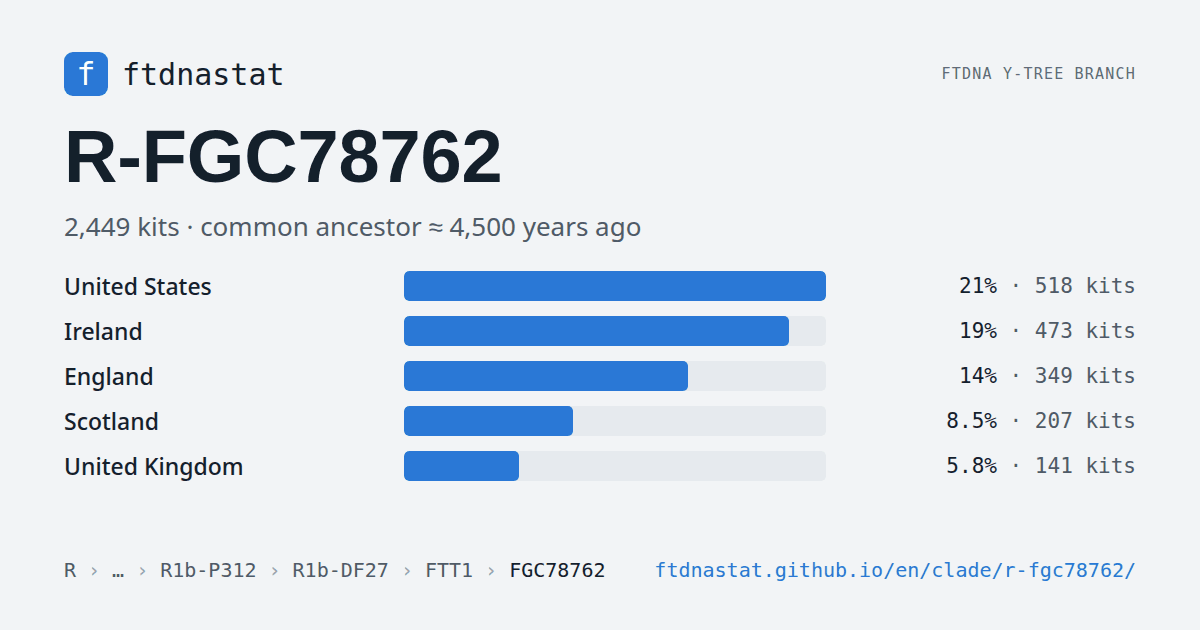 f ftdnastat
FTDNA Y-TREE BRANCH
R-FGC78762
2,449 kits · common ancestor ≈ 4,500 years ago
United States 21% · 518 kits
Ireland 19% · 473 kits
England 14% · 349 kits
Scotland 8.5% · 207 kits
United Kingdom 5.8% · 141 kits
R › … › R1b-P312 › R1b-DF27 › FTT1 › FGC78762 ftdnastat.github.io/en/clade/r-fgc78762/